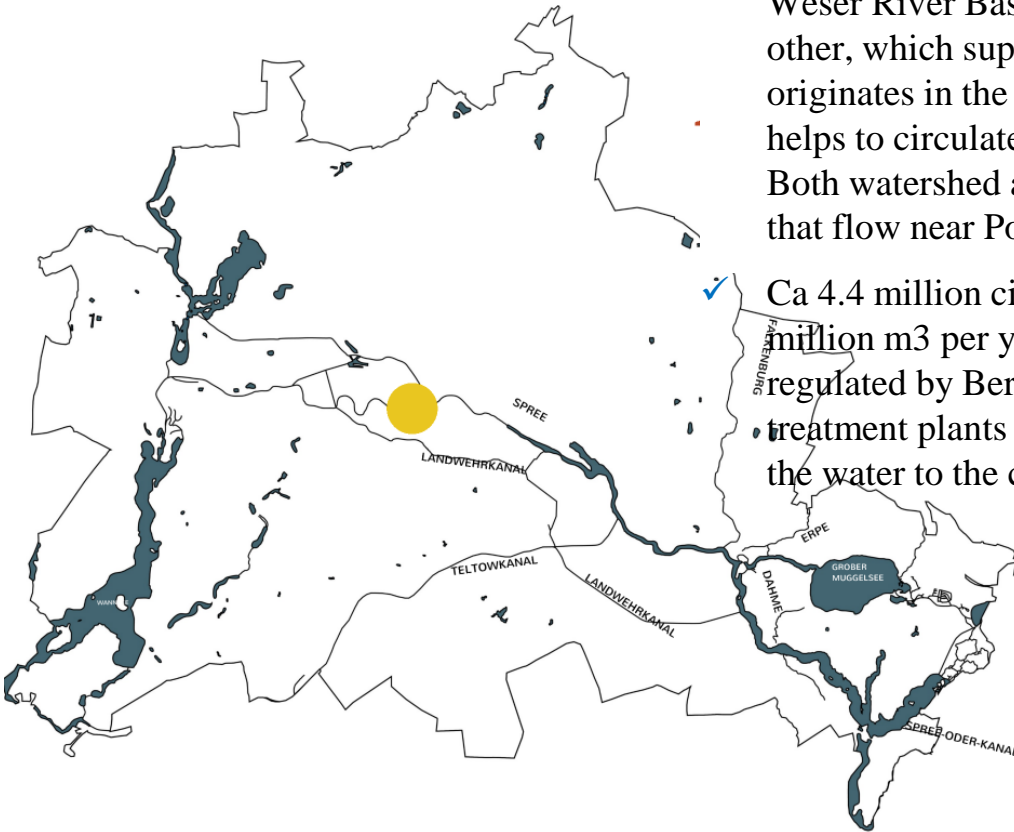 Weser River Bas
other, which sup
originates in the
helps to circulate
Both watershed a
that flow near Po
✓ Ca 4.4 million ci
million m3 per y
regulated by Ber
treatment plants
the water to the c
FALKENBURG
SPREE
LANDWEHRKANAL
TELTOWKANAL
LANDWEHRKANAL
ERPE
DAHME
GROBER
MUGGELSEE
SPREE-ODER-KANA